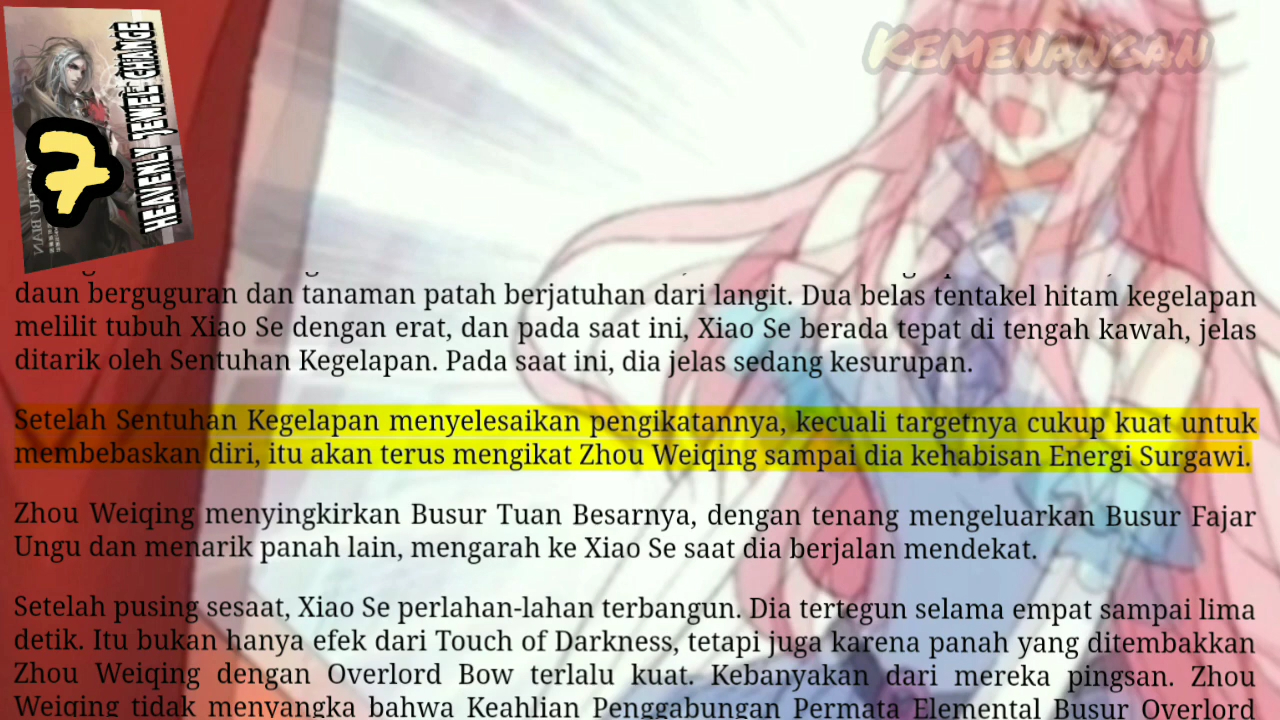 KEMENANGAN
HEAVENLY JEWEL CHANGE
7
daun berguguran dan tanaman patah berjatuhan dari langit. Dua belas tentakel hitam kegelapan
melilit tubuh Xiao Se dengan erat, dan pada saat ini, Xiao Se berada tepat di tengah kawah, jelas
ditarik oleh Sentuhan Kegelapan. Pada saat ini, dia jelas sedang kesurupan.
Setelah Sentuhan Kegelapan menyelesaikan pengikatannya, kecuali targetnya cukup kuat untuk
membebaskan diri, itu akan terus mengikat Zhou Weiqing sampai dia kehabisan Energi Surgawi.
Zhou Weiqing menyingkirkan Busur Tuan Besarnya, dengan tenang mengeluarkan Busur Fajar
Ungu dan menarik panah lain, mengarah ke Xiao Se saat dia berjalan mendekat.
Setelah pusing sesaat, Xiao Se perlahan-lahan terbangun. Dia tertegun selama empat sampai lima
detik. Itu bukan hanya efek dari Touch of Darkness, tetapi juga karena panah yang ditembakkan
Zhou Weiqing dengan Overlord Bow terlalu kuat. Kebanyakan dari mereka pingsan. Zhou
Weiqing tidak menyangka bahwa Keahlian Penggabungan Permata Elemental Busur Overlord